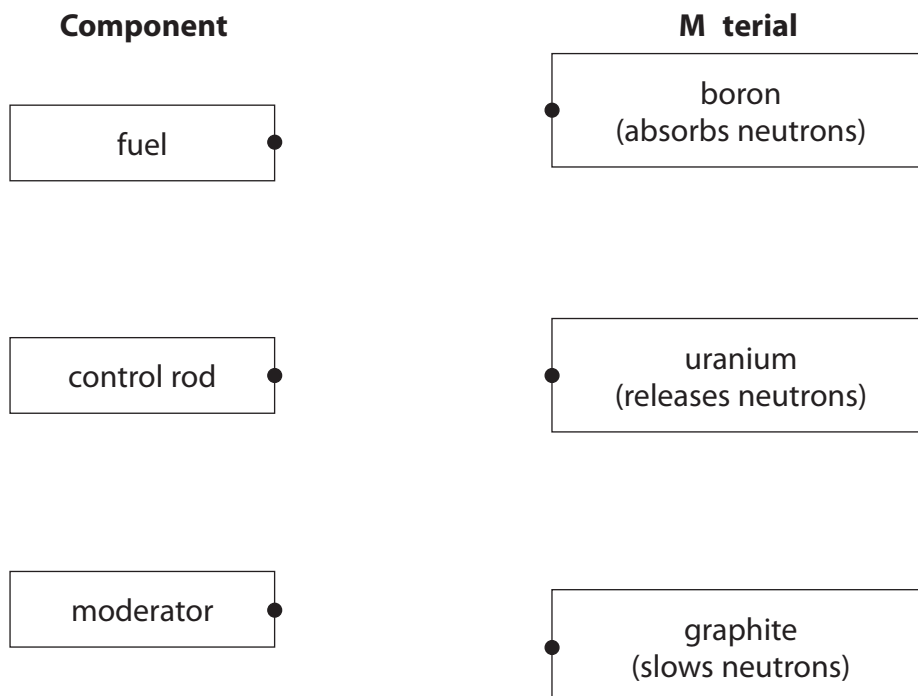 Component
M terial
fuel
boron
(absorbs neutrons)
control rod
uranium
(releases neutrons)
moderator
graphite
(slows neutrons)